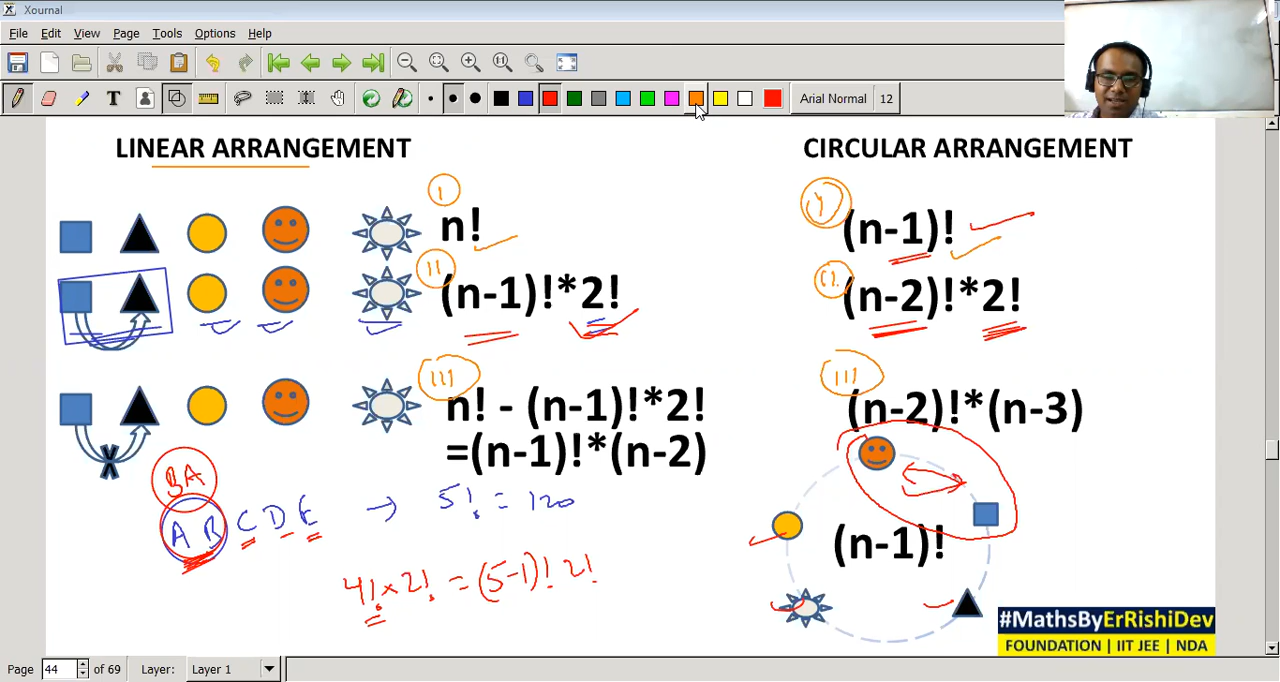 Xournal
File Edit View Page Tools Options Help
Arial Normal 12
LINEAR ARRANGEMENT
CIRCULAR ARRANGEMENT
I
n!
(n-1)!
II
(n-1)!*2!
II
(n-2)!*2!
III
n! - (n-1)!*2!
=(n-1)!*(n-2)
III
(n-2)!*(n-3)
BA
A B C D E → 5! = 120
(n-1)!
4! × 2! = (5-1)! 2!
#MathsByErRishiDev
FOUNDATION | IIT JEE | NDA
Page 44 of 69 Layer: Layer 1